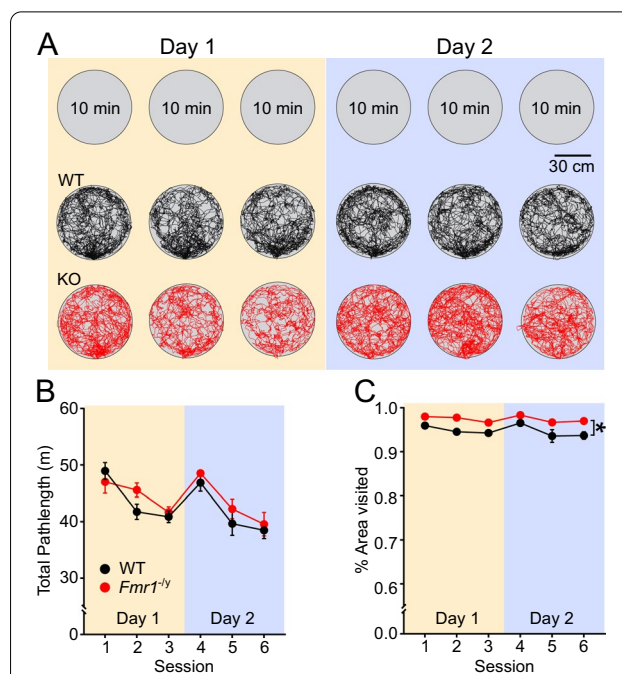 A
Day 1
Day 2
10 min 10 min 10 min 10 min 10 min 10 min
30 cm
WT
KO
B
Total Pathlength (m)
60
50
40
30
0
WT
Fmr1-/y
Day 1 Day 2
1 2 3 4 5 6
Session
C
% Area visited
1.0
0.9
0.8
0.7
0.6
0.0
*
Day 1 Day 2
1 2 3 4 5 6
Session